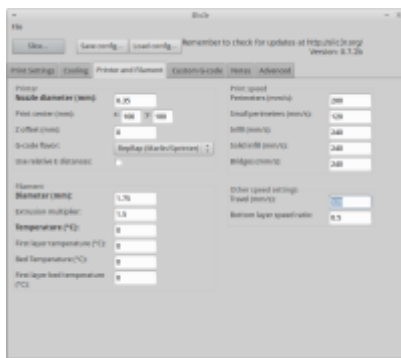 Slic3r
File
Slice... Save config... Load config... Remember to check for updates at http://slic3r.org/
Version: 0.7.2b
Print Settings Cooling Printer and Filament Custom G-code Notes Advanced
Printer
Nozzle diameter (mm): 0.35
Print center (mm): X: 100 Y: 100
Z offset (mm): 0
G-code flavor: RepRap (Marlin/Sprinter)
Use relative E distances:
Filament
Diameter (mm): 1.75
Extrusion multiplier: 1.5
Temperature (°C): 0
First layer temperature (°C): 0
Bed Temperature (°C): 0
First layer bed temperature (°C): 0
Print speed
Perimeters (mm/s): 200
Small perimeters (mm/s): 120
Infill (mm/s): 240
Solid infill (mm/s): 240
Bridges (mm/s): 240
Other speed settings
Travel (mm/s):
Bottom layer speed ratio: 0.5